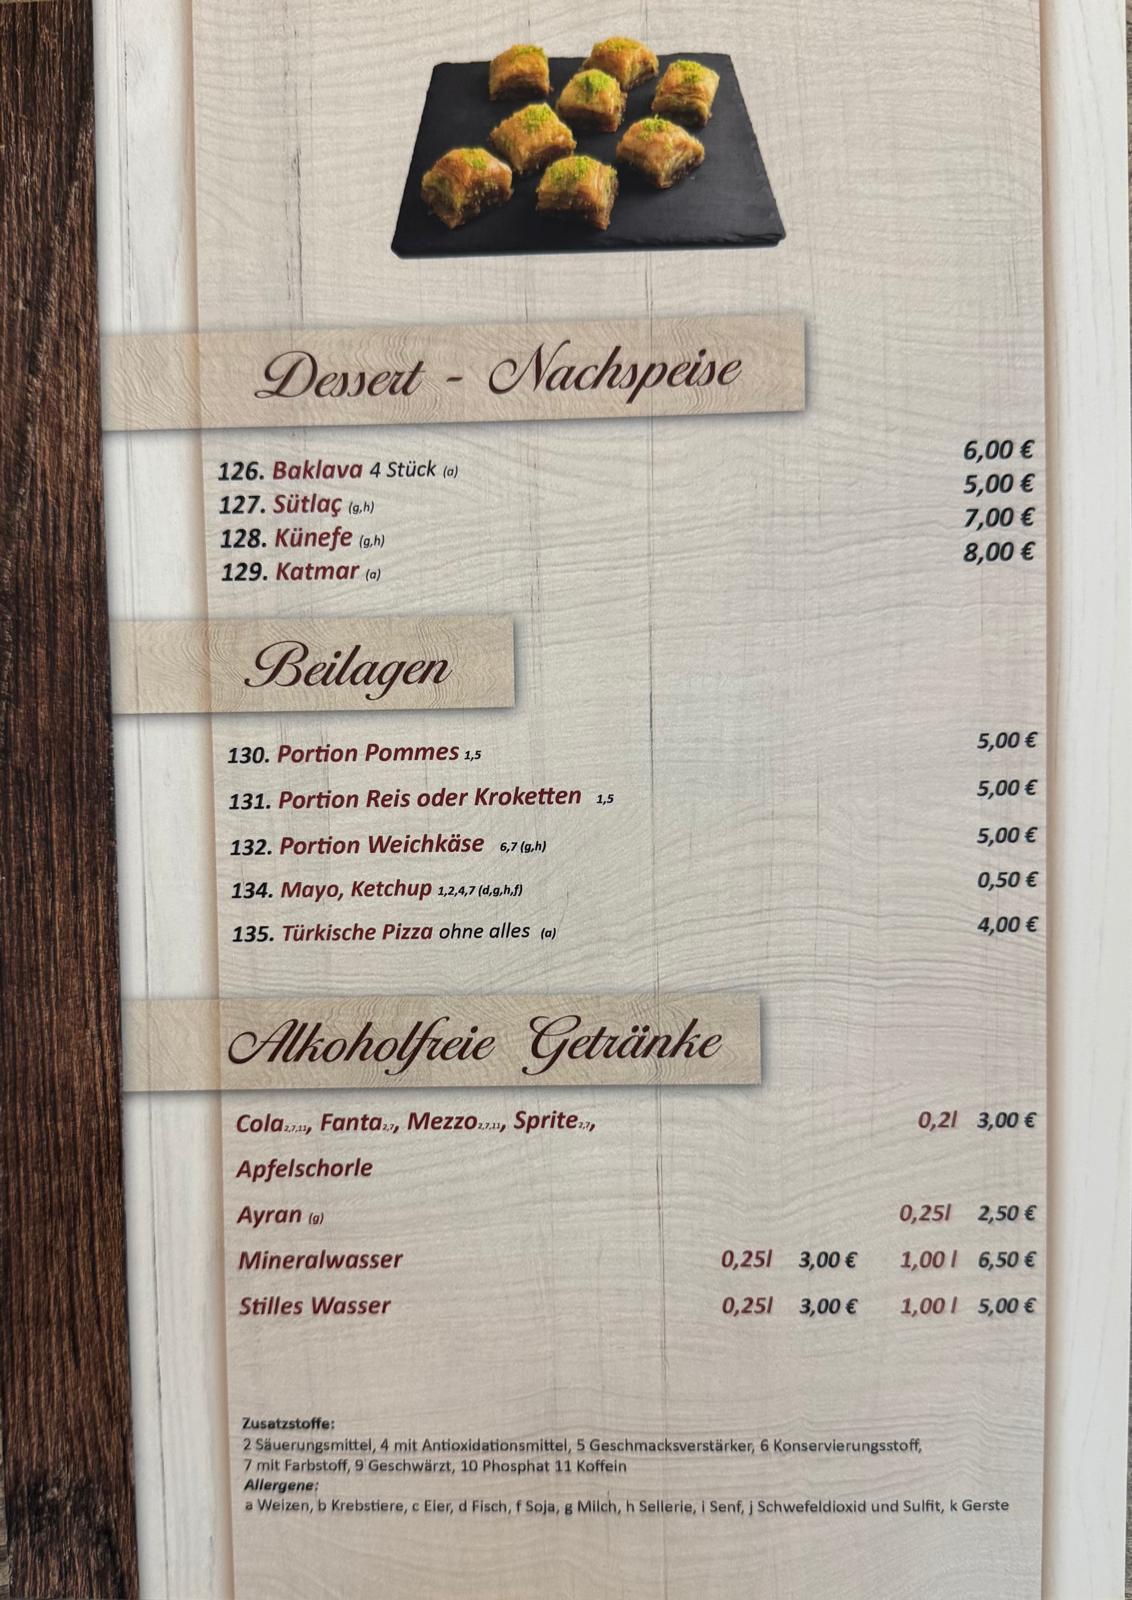 Dessert - Nachspeise
126. Baklava 4 Stück (a) 6,00 €
127. Sütlaç (g,h) 5,00 €
128. Künefe (g,h) 7,00 €
129. Katmar (a) 8,00 €
Beilagen
130. Portion Pommes 1,5 5,00 €
131. Portion Reis oder Kroketten 1,5 5,00 €
132. Portion Weichkäse 6,7 (g,h) 5,00 €
134. Mayo, Ketchup 1,2,4,7 (d,g,h,f) 0,50 €
135. Türkische Pizza ohne alles (a) 4,00 €
Alkoholfreie Getränke
Cola2,7,11, Fanta2,7, Mezzo2,7,11, Sprite2,7, 0,2l 3,00 €
Apfelschorle
Ayran (g) 0,25l 2,50 €
Mineralwasser 0,25l 3,00 € 1,00 l 6,50 €
Stilles Wasser 0,25l 3,00 € 1,00 l 5,00 €
Zusatzstoffe:
2 Säuerungsmittel, 4 mit Antioxidationsmittel, 5 Geschmacksverstärker, 6 Konservierungsstoff,
7 mit Farbstoff, 9 Geschwärzt, 10 Phosphat 11 Koffein
Allergene:
a Weizen, b Krebstiere, c Eier, d Fisch, f Soja, g Milch, h Sellerie, i Senf, j Schwefeldioxid und Sulfit, k Gerste